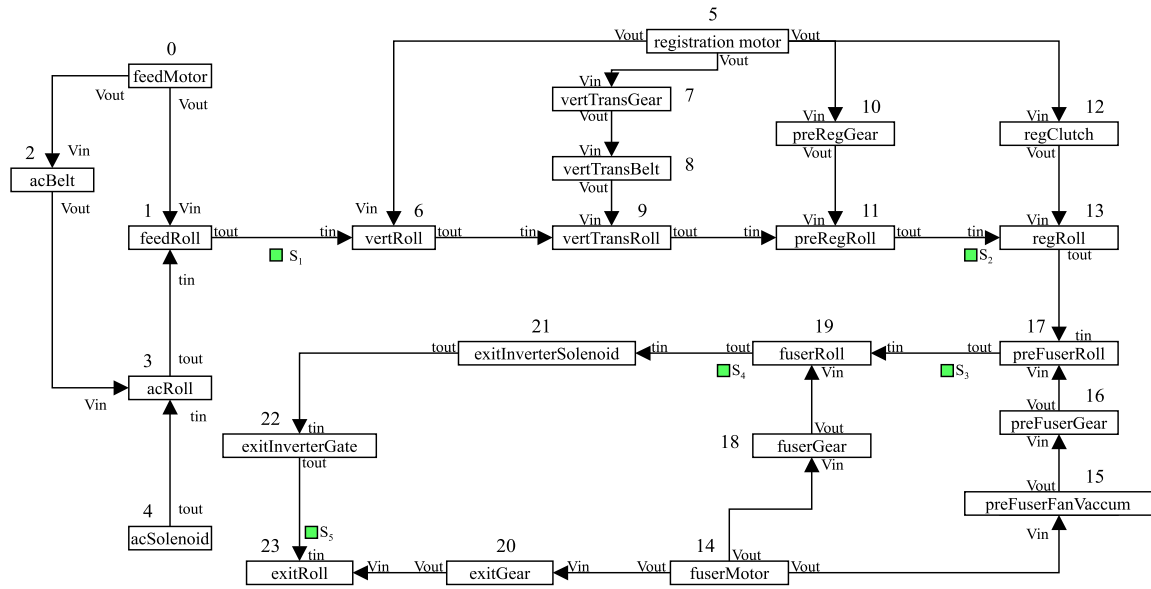 5
Vout registration motor Vout
Vout
0
feedMotor
Vout Vout
Vin
vertTransGear 7
Vout
10
Vin
preRegGear
Vout
12
Vin
regClutch
Vout
2 Vin
acBelt
Vout
Vin 8
vertTransBelt
Vout
1 Vin
feedRoll tout
S1
Vin 6
tin vertRoll tout
Vin 9
tin vertTransRoll tout
Vin 11
tin preRegRoll tout
S2
Vin 13
tin regRoll
tout
tin
3 tout
acRoll
Vin tin
21
tout exitInverterSolenoid tin
19
tout fuserRoll tin
S4 Vin
17 tin
tout preFuserRoll
S3 Vin
22 tin
exitInverterGate
tout
Vout
18 fuserGear
Vin
16
Vout
preFuserGear
Vin
15
Vout
preFuserFanVaccum
Vin
4 tout
acSolenoid
S5
23 tin
exitRoll Vin
20
Vout exitGear Vin
14 Vout
Vout fuserMotor Vout